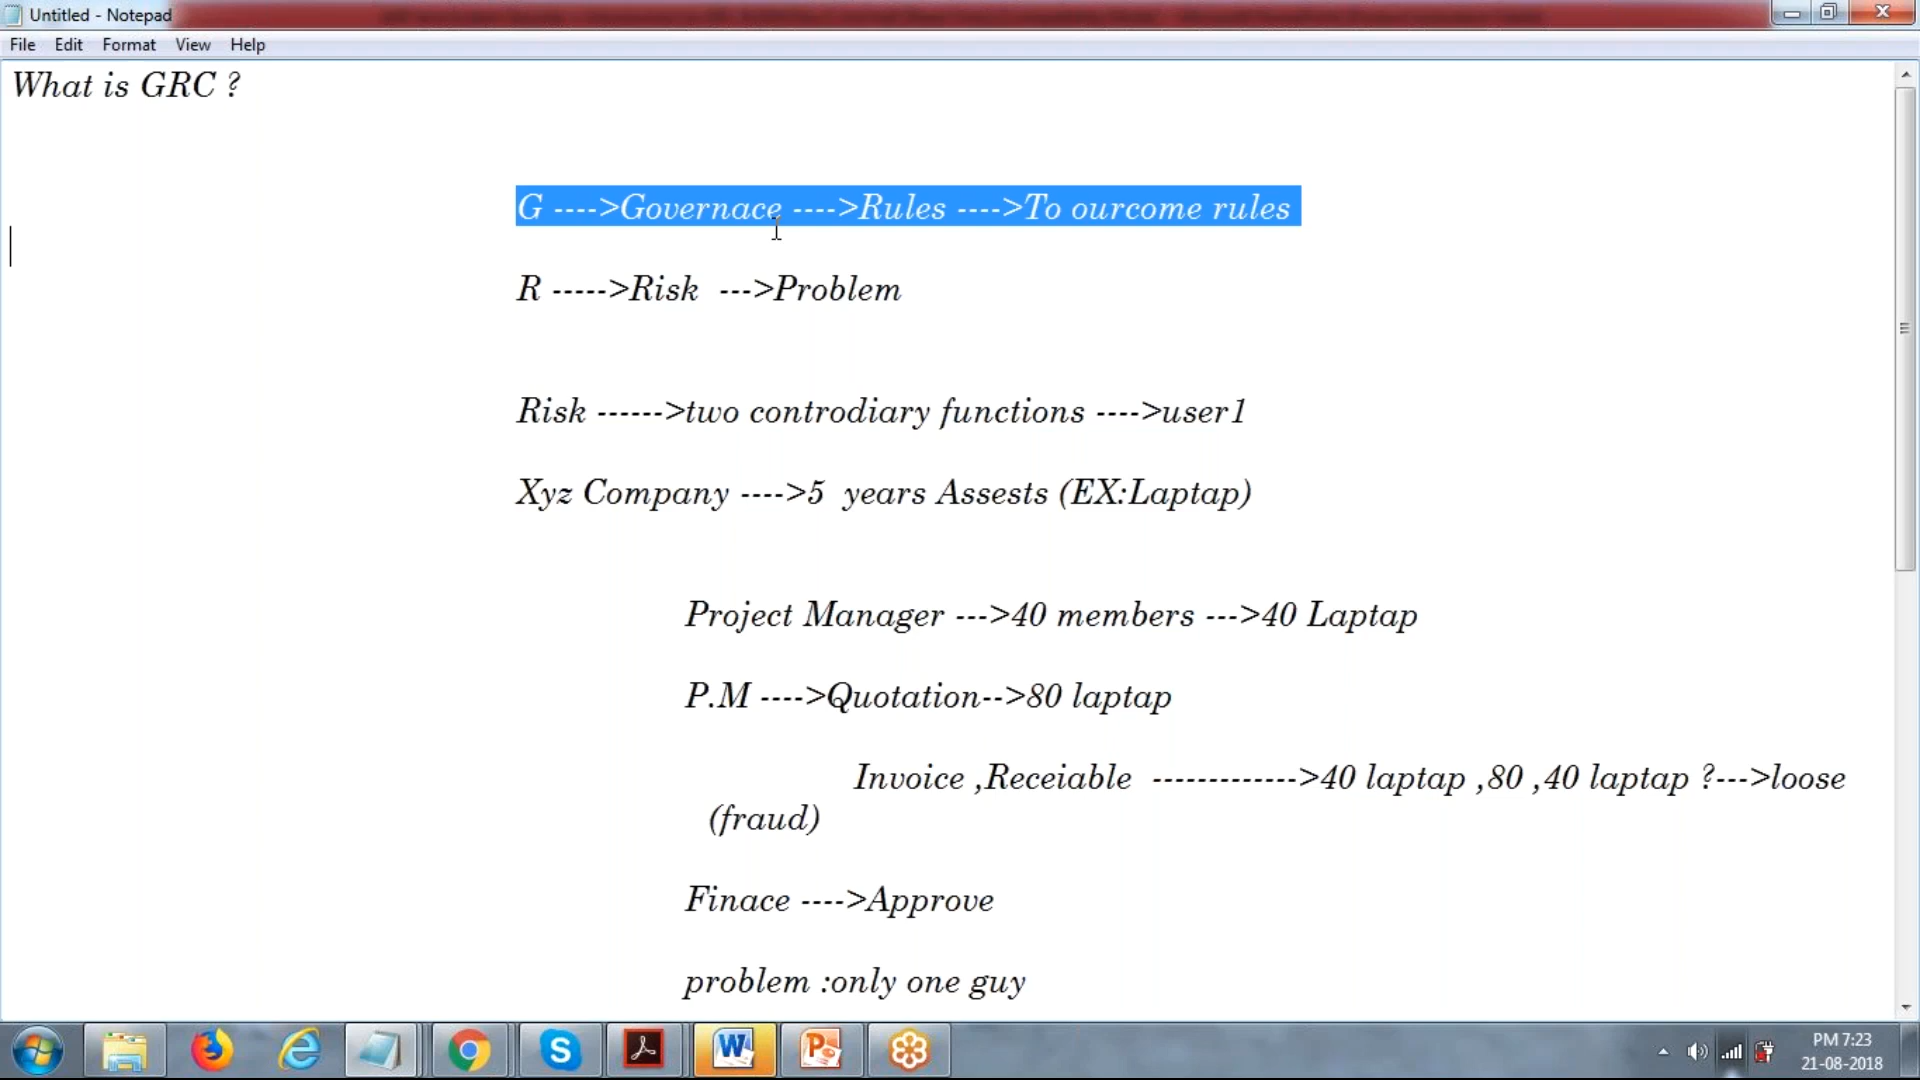 Untitled - Notepad
File Edit Format View Help
What is GRC ?
G ---->Governace ---->Rules ---->To ourcome rules
R ----->Risk --->Problem
Risk ------>two controdiary functions ---->user1
Xyz Company ---->5 years Assests (EX:Laptap)
Project Manager --->40 members --->40 Laptap
P.M ---->Quotation-->80 laptap
Invoice ,Receiable ------------->40 laptap ,80 ,40 laptap ?--->loose
(fraud)
Finace ---->Approve
problem :only one guy
PM 7:23
21-08-2018